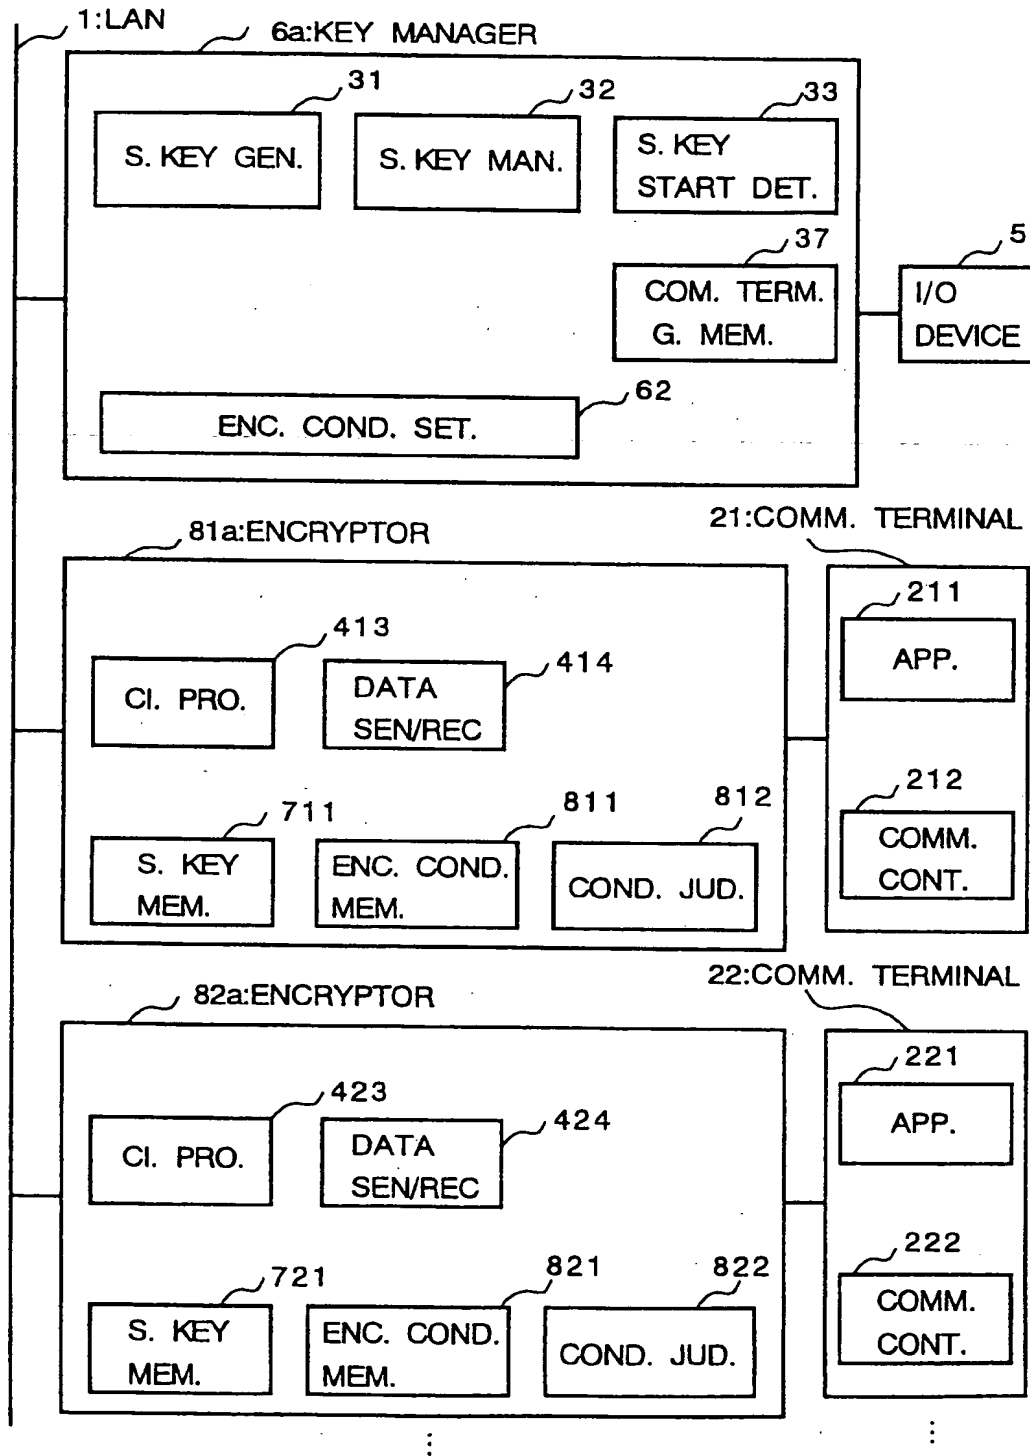 1:LAN
6a:KEY MANAGER
31
32
33
S. KEY GEN.
S. KEY MAN.
S. KEY
START DET.
37
5
COM. TERM.
G. MEM.
I/O
DEVICE
62
ENC. COND. SET.
81a:ENCRYPTOR
21:COMM. TERMINAL
413
414
211
CI. PRO.
DATA
SEN/REC
APP.
711
811
812
212
S. KEY
MEM.
ENC. COND.
MEM.
COND. JUD.
COMM.
CONT.
82a:ENCRYPTOR
22:COMM. TERMINAL
423
424
221
CI. PRO.
DATA
SEN/REC
APP.
721
821
822
222
S. KEY
MEM.
ENC. COND.
MEM.
COND. JUD.
COMM.
CONT.